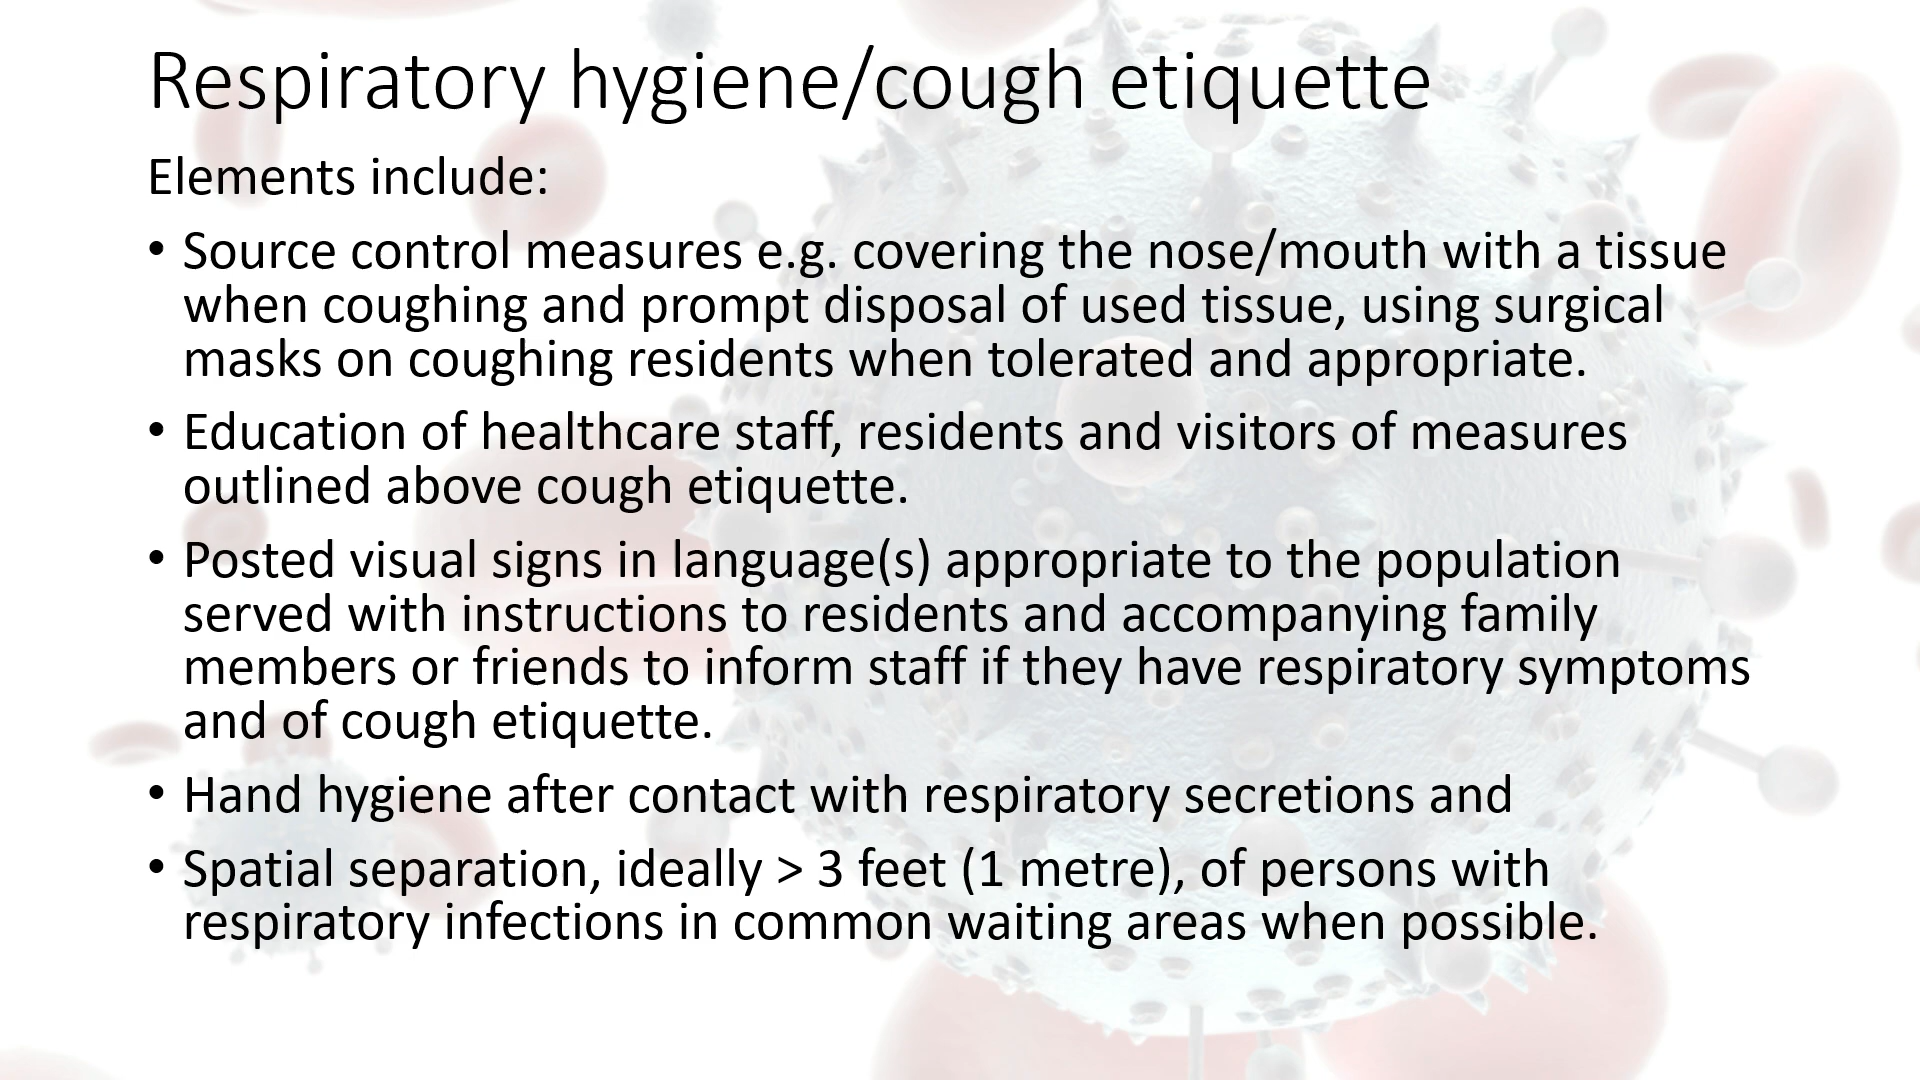 Respiratory hygiene/cough etiquette
Elements include:
• Source control measures e.g. covering the nose/mouth with a tissue
when coughing and prompt disposal of used tissue, using surgical
masks on coughing residents when tolerated and appropriate.
• Education of healthcare staff, residents and visitors of measures
outlined above cough etiquette.
• Posted visual signs in language(s) appropriate to the population
served with instructions to residents and accompanying family
members or friends to inform staff if they have respiratory symptoms
and of cough etiquette.
• Hand hygiene after contact with respiratory secretions and
• Spatial separation, ideally > 3 feet (1 metre), of persons with
respiratory infections in common waiting areas when possible.